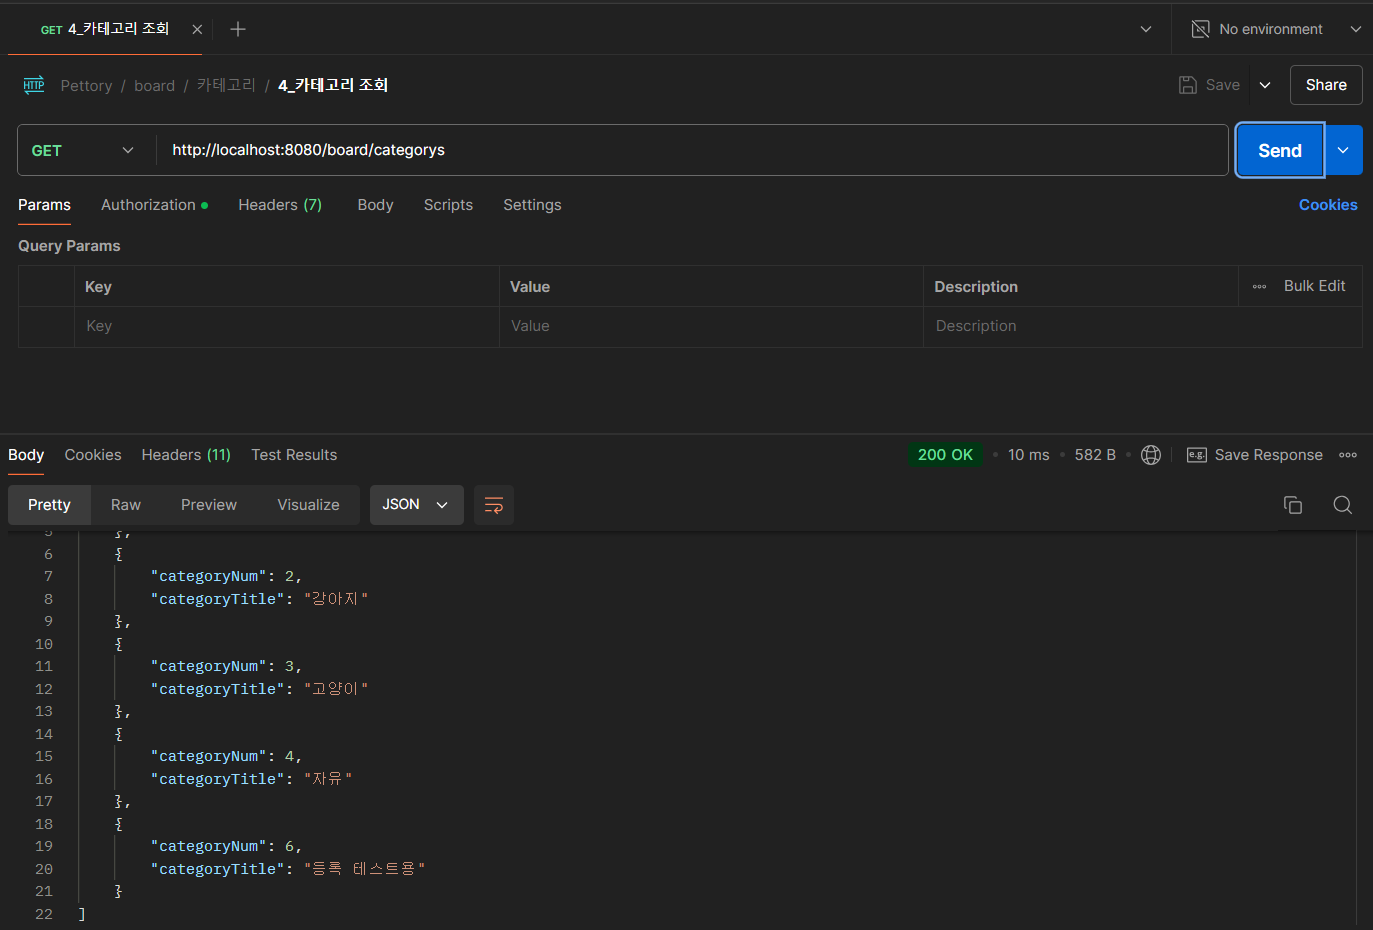 GET 4_카테고리 조회
No environment
HTTP Pettory / board / 카테고리 / 4_카테고리 조회
Save
Share
GET http://localhost:8080/board/categorys
Send
Params Authorization Headers (7) Body Scripts Settings
Cookies
Query Params
Key Value Description Bulk Edit
Key Value Description
Body Cookies Headers (11) Test Results
200 OK • 10 ms • 582 B • e.g. Save Response
Pretty Raw Preview Visualize JSON
5 },
6 {
7 "categoryNum": 2,
8 "categoryTitle": "강아지"
9 },
10 {
11 "categoryNum": 3,
12 "categoryTitle": "고양이"
13 },
14 {
15 "categoryNum": 4,
16 "categoryTitle": "자유"
17 },
18 {
19 "categoryNum": 6,
20 "categoryTitle": "등록 테스트용"
21 }
22 ]